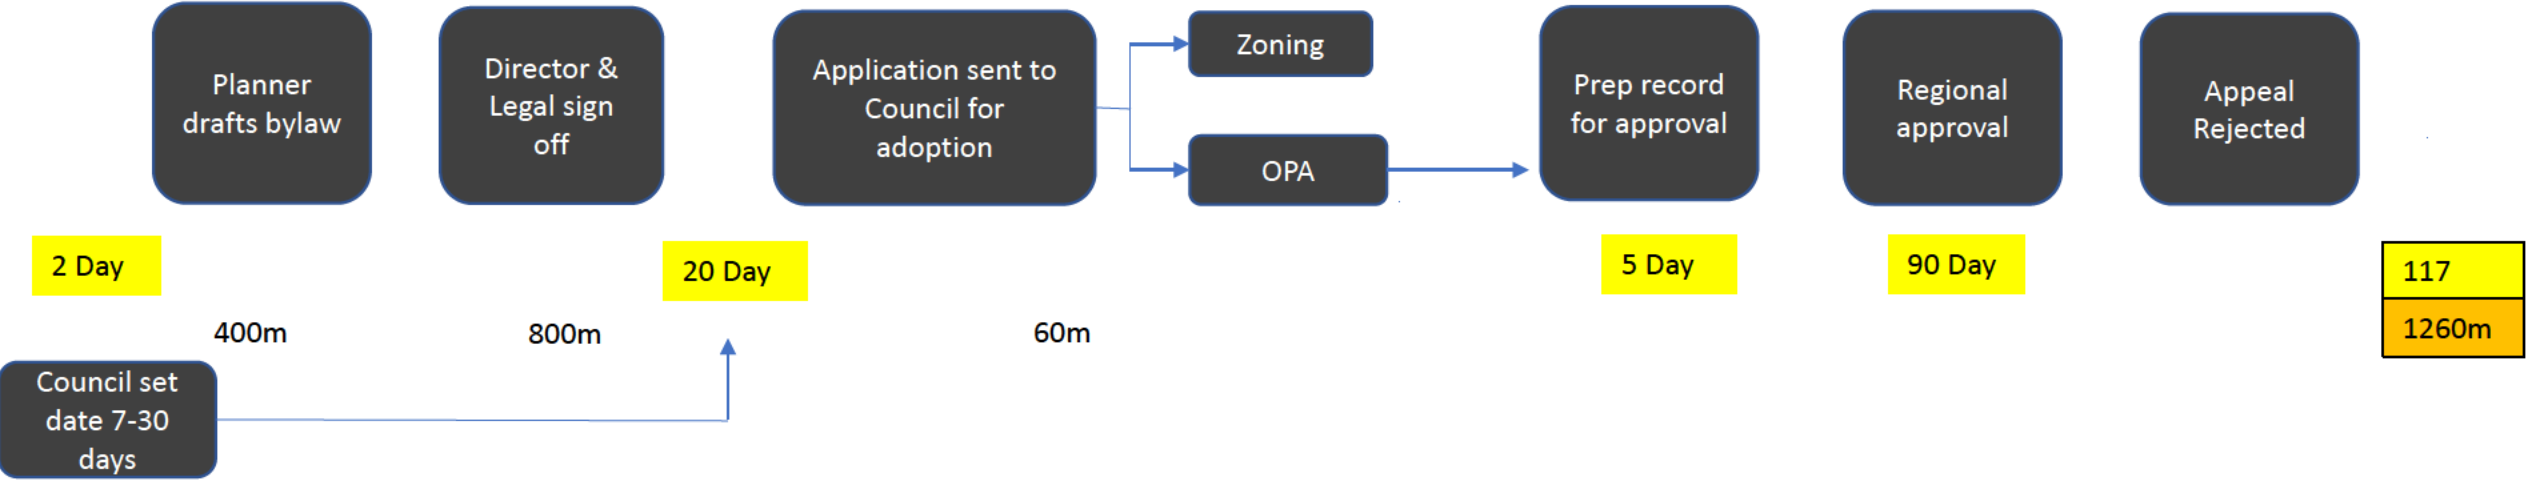 Planner
drafts bylaw
Director &
Legal sign
off
Application sent to
Council for
adoption
Zoning
OPA
Prep record
for approval
Regional
approval
Appeal
Rejected
2 Day
20 Day
5 Day
90 Day
117
400m
800m
60m
1260m
Council set
date 7-30
days